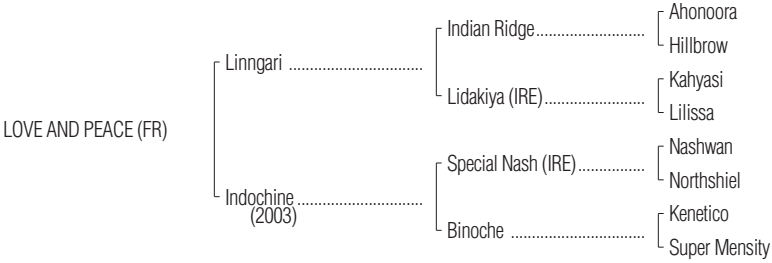 Ahonoora
Indian Ridge..........................
Hillbrow
Linngari ................................
Kahyasi
Lidakiya (IRE)........................
Lilissa
LOVE AND PEACE (FR)
Nashwan
Special Nash (IRE)................
Northshiel
Indochine ..............................
(2003)
Kenetico
Binoche ................................
Super Mensity